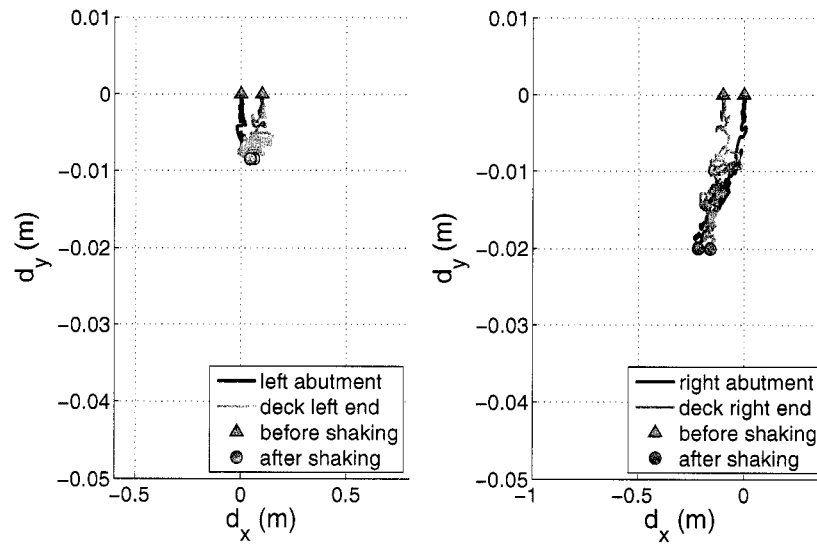 0.01
0
−0.01
−0.02
−0.03
−0.04
−0.05
d_y (m)
−0.5
0
0.5
d_x (m)
left abutment
deck left end
before shaking
after shaking
0.01
0
−0.01
−0.02
−0.03
−0.04
−0.05
d_y (m)
−1
−0.5
0
d_x (m)
right abutment
deck right end
before shaking
after shaking